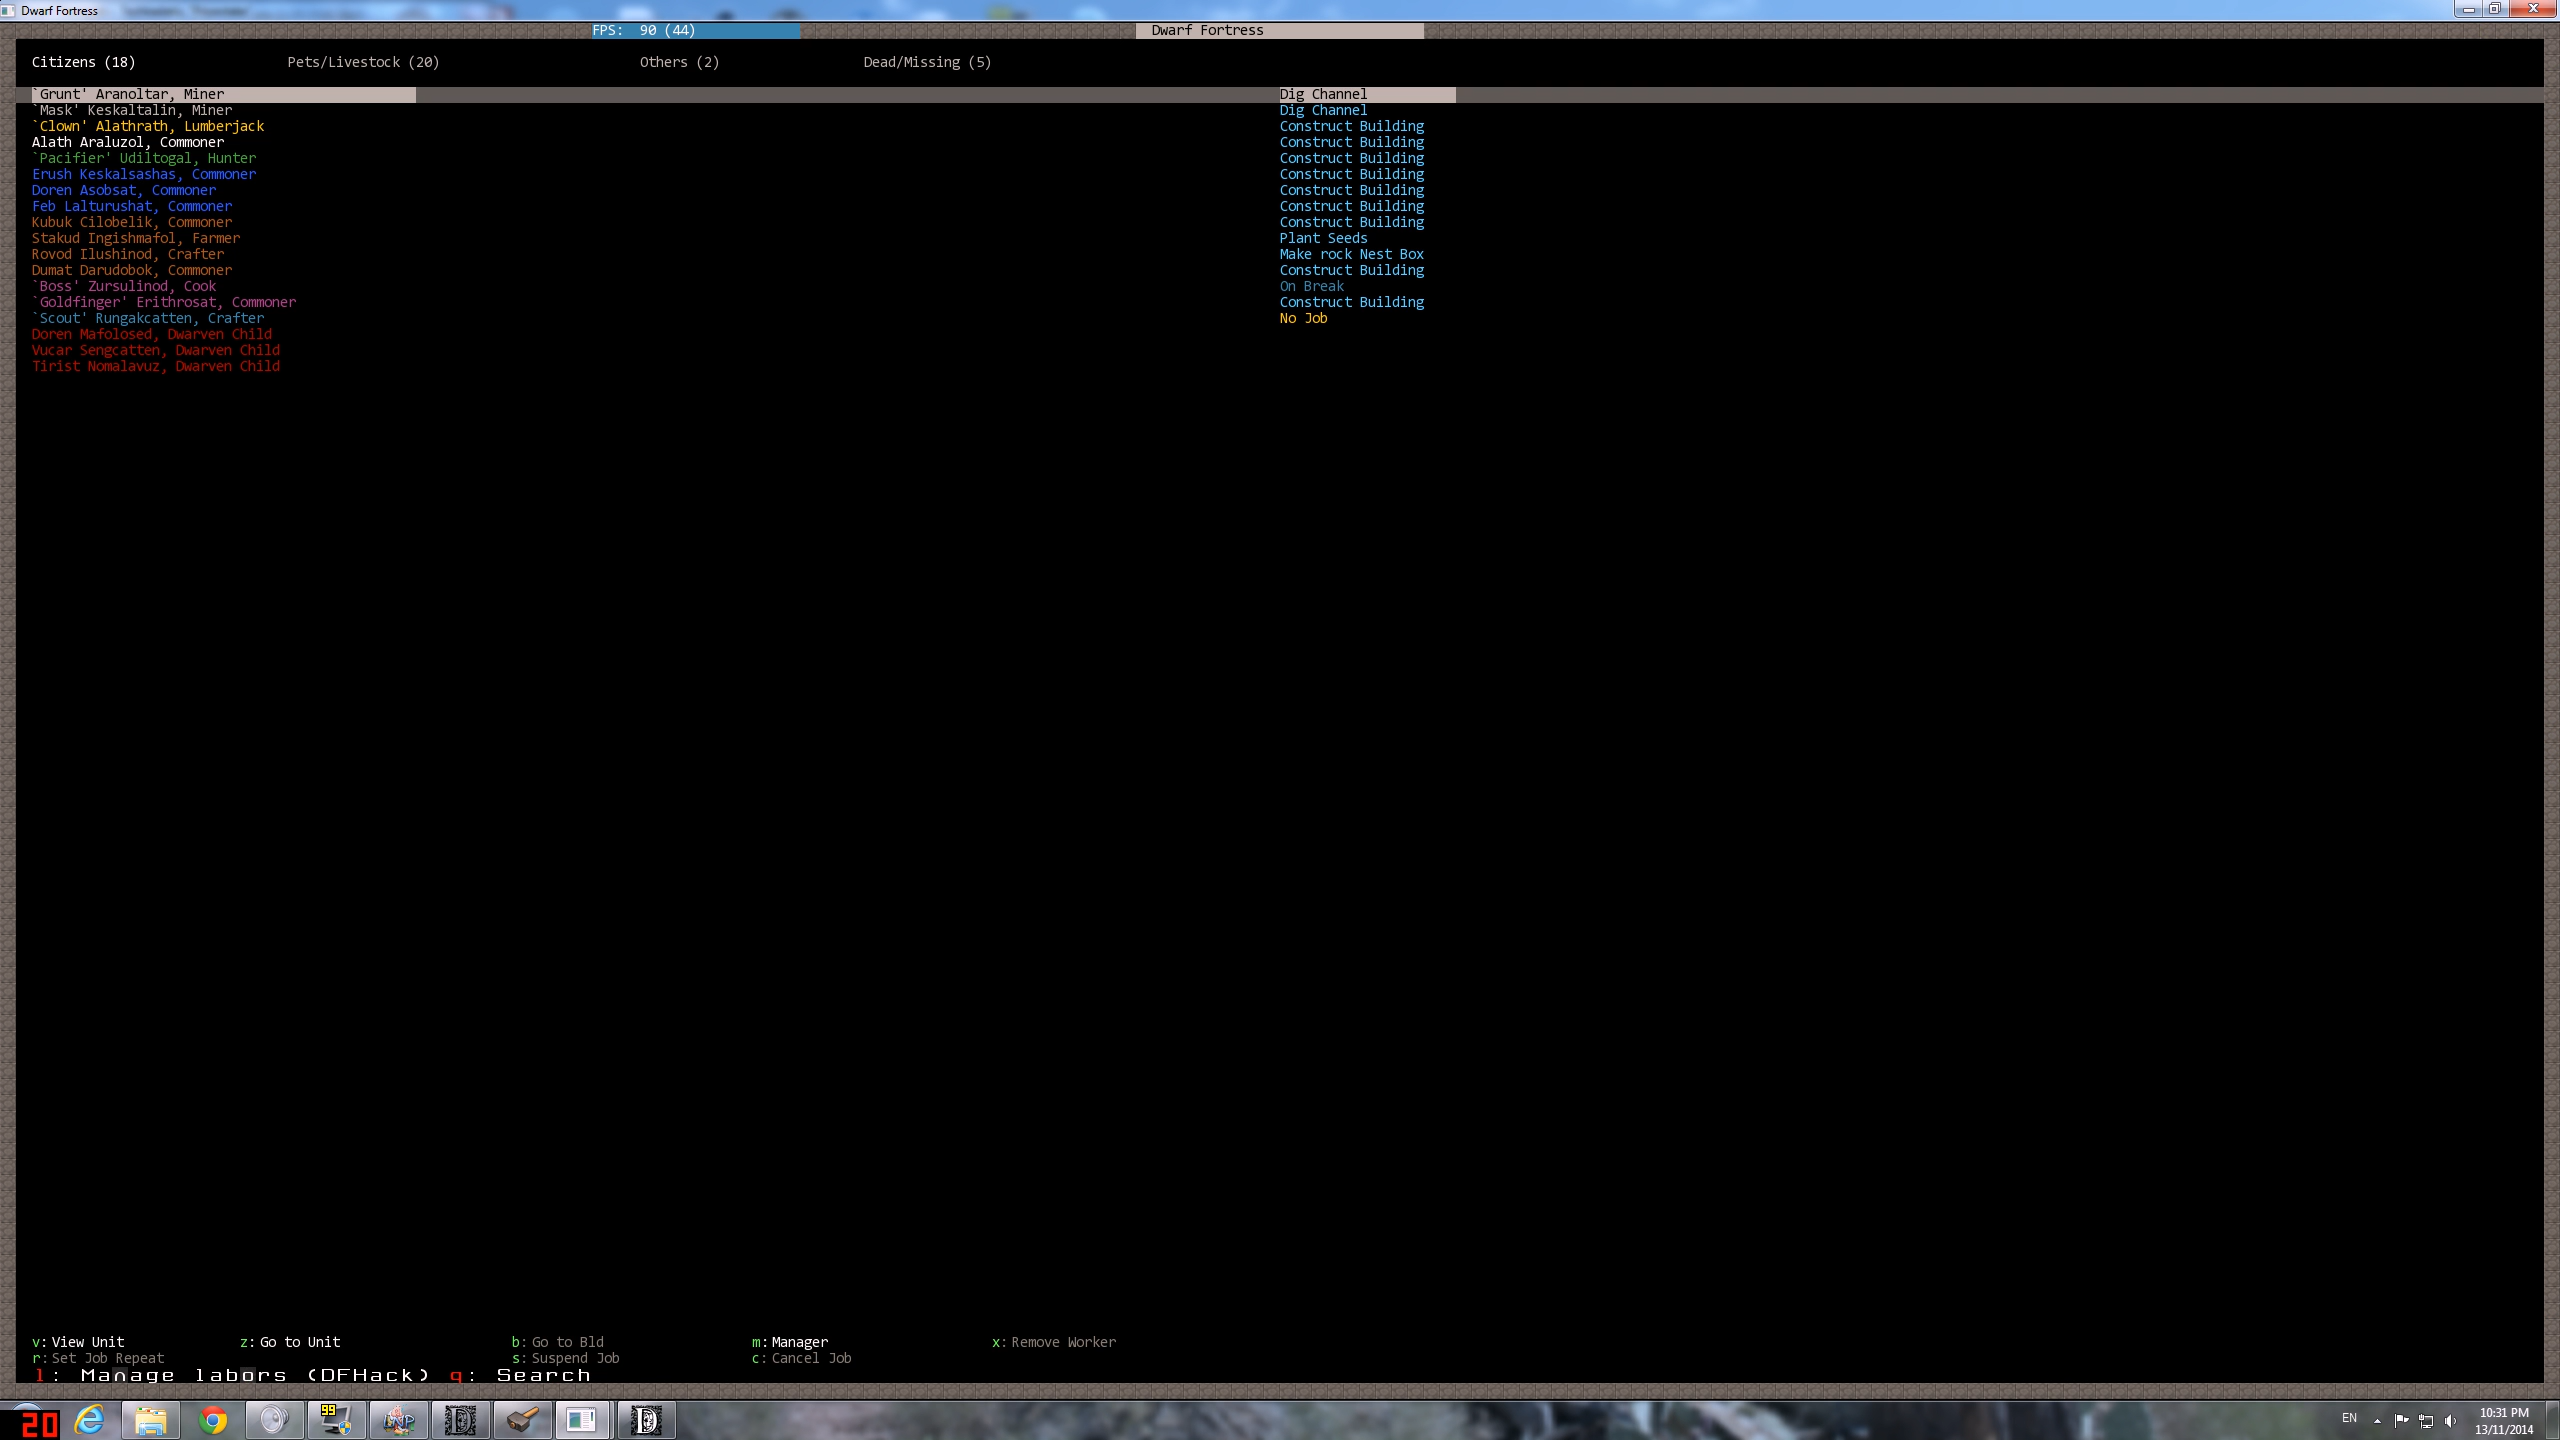 Dwarf Fortress
FPS: 90 (44)
Dwarf Fortress
Citizens (18) Pets/Livestock (20) Others (2) Dead/Missing (5)
`Grunt' Aranoltar, Miner Dig Channel
`Mask' Keskaltalin, Miner Dig Channel
`Clown' Alathrath, Lumberjack Construct Building
Alath Araluzol, Commoner Construct Building
`Pacifier' Udiltogal, Hunter Construct Building
Erush Keskalsashas, Commoner Construct Building
Doren Asobsat, Commoner Construct Building
Feb Lalturushat, Commoner Construct Building
Kubuk Cilobelik, Commoner Construct Building
Stakud Ingishmafol, Farmer Plant Seeds
Rovod Ilushinod, Crafter Make rock Nest Box
Dumat Darudobok, Commoner Construct Building
`Boss' Zursulinod, Cook On Break
`Goldfinger' Erithrosat, Commoner Construct Building
`Scout' Rungakcatten, Crafter No Job
Doren Mafolosed, Dwarven Child
Vucar Sengcatten, Dwarven Child
Tirist Nomalavuz, Dwarven Child
v: View Unit z: Go to Unit b: Go to Bld m: Manager x: Remove Worker
r: Set Job Repeat s: Suspend Job c: Cancel Job
l: Manage labors (DFHack) q: Search
20 99 EN 10:31 PM
13/11/2014